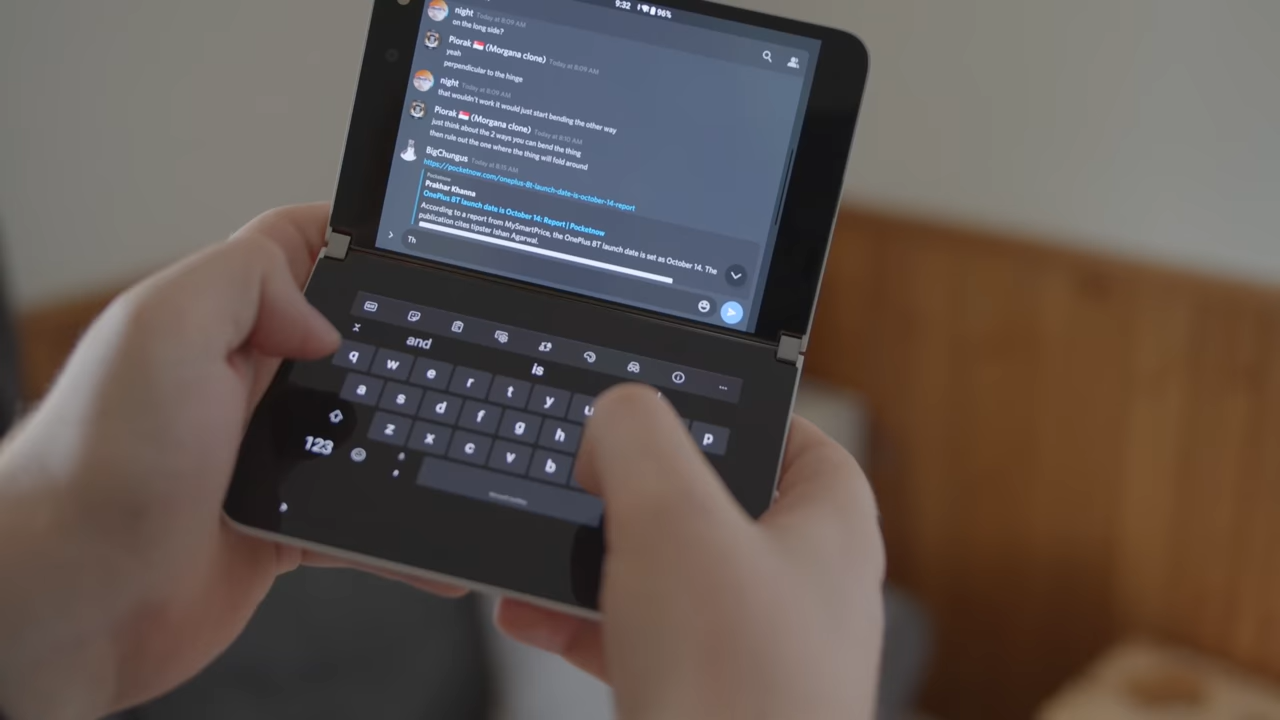 9:32 96%
night Today at 8:09 AM
on the long side?
Piorak 🇮🇩 (Morgana clone) Today at 8:09 AM
yeah
perpendicular to the hinge
night Today at 8:09 AM
that wouldn't work it would just start bending the other way
Piorak 🇮🇩 (Morgana clone) Today at 8:10 AM
just think about the 2 ways you can bend the thing
then rule out the one where the thing will fold around
BigChungus Today at 8:15 AM
https://pocketnow.com/oneplus-8t-launch-date-is-october-14-report
Pocketnow
Prakhar Khanna
OnePlus 8T launch date is October 14: Report | Pocketnow
According to a report from MySmartPrice, the OnePlus 8T launch date is set as October 14. The
publication cites tipster Ishan Agarwal.
Th
GIF
and is
q w e r t y u p
a s d f g h
z x c v b
123